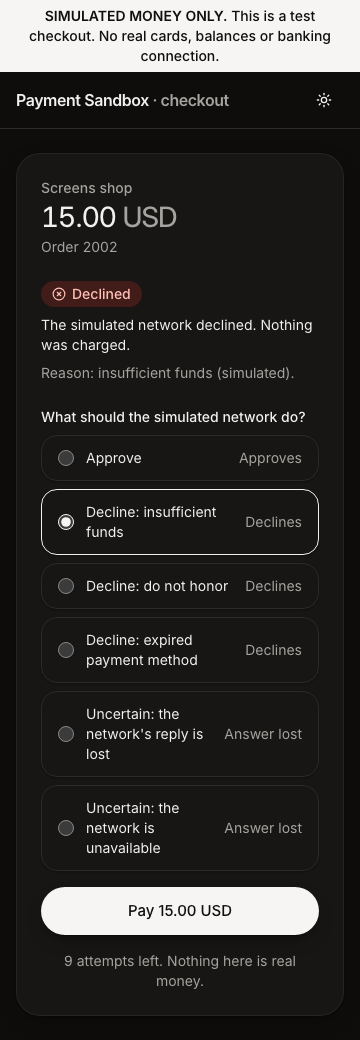 SIMULATED MONEY ONLY. This is a test
checkout. No real cards, balances or banking
connection.
Payment Sandbox · checkout
Screens shop
15.00 USD
Order 2002
Declined
The simulated network declined. Nothing
was charged.
Reason: insufficient funds (simulated).
What should the simulated network do?
Approve Approves
Decline: insufficient
funds Declines
Decline: do not honor Declines
Decline: expired
payment method Declines
Uncertain: the
network's reply is
lost Answer lost
Uncertain: the
network is
unavailable Answer lost
Pay 15.00 USD
9 attempts left. Nothing here is real
money.